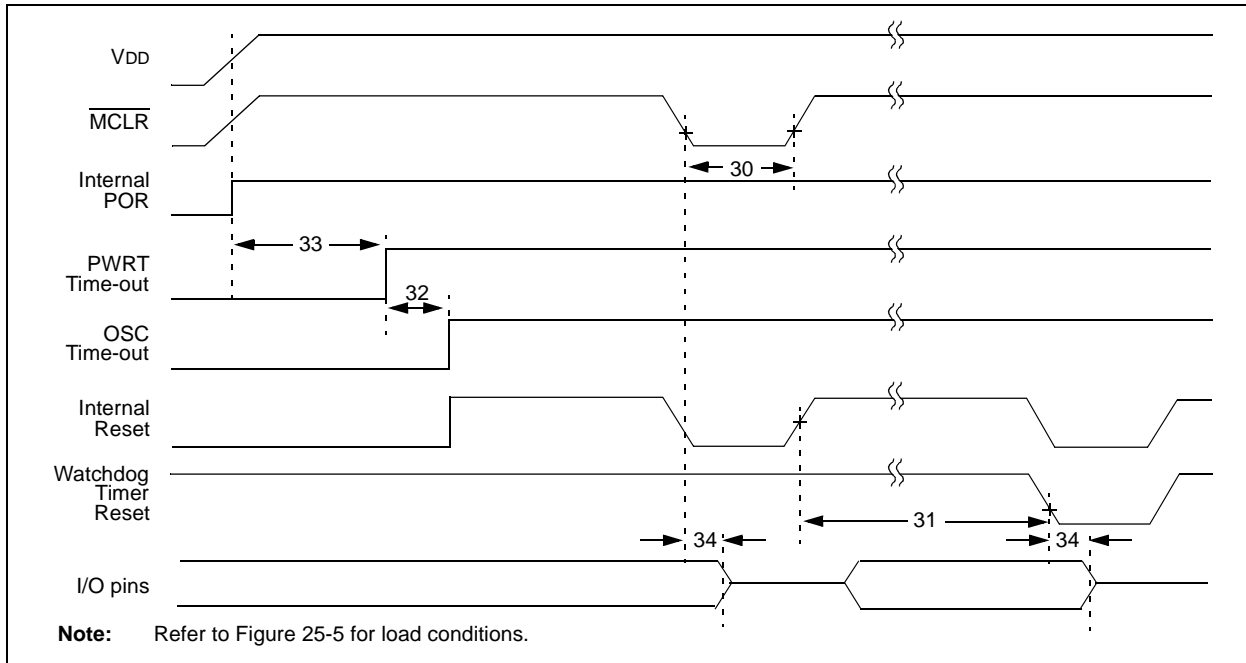 VDD
MCLR
30
Internal
POR
33
PWRT
Time-out
32
OSC
Time-out
Internal
Reset
Watchdog
Timer
Reset
31
34
34
I/O pins
Note: Refer to Figure 25-5 for load conditions.